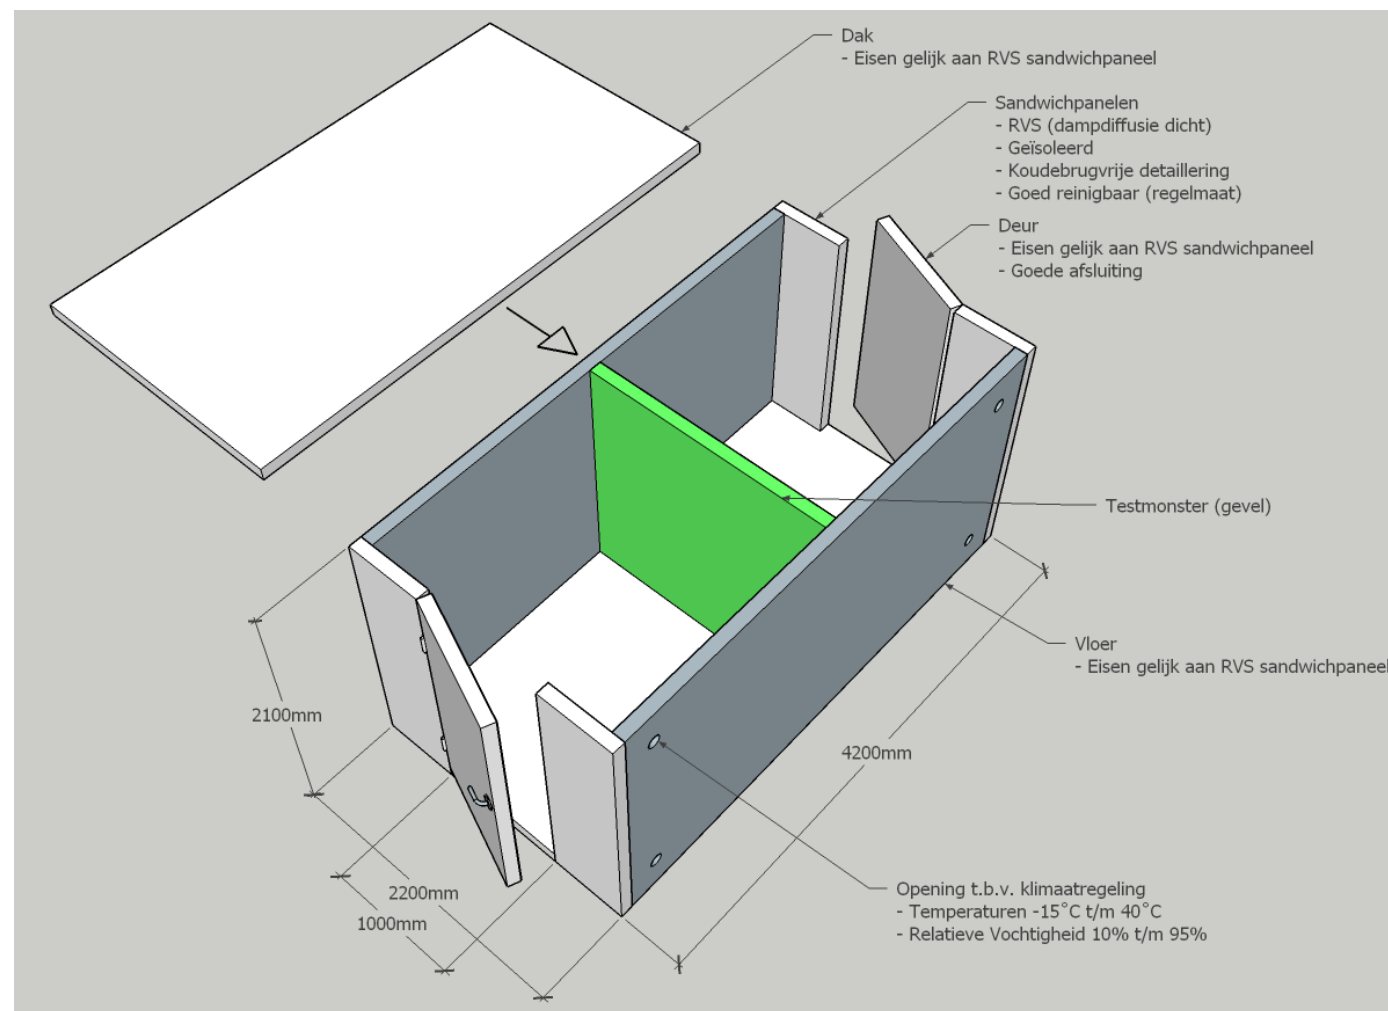 Dak
- Eisen gelijk aan RVS sandwichpaneel
Sandwichpanelen
- RVS (dampdiffusie dicht)
- Geïsoleerd
- Koudebrugvrije detaillering
- Goed reinigbaar (regelmaat)
Deur
- Eisen gelijk aan RVS sandwichpaneel
- Goede afsluiting
Testmonster (gevel)
Vloer
- Eisen gelijk aan RVS sandwichpaneel
2100mm
4200mm
2200mm
1000mm
Opening t.b.v. klimaatregeling
- Temperaturen -15˚C t/m 40˚C
- Relatieve Vochtigheid 10% t/m 95%